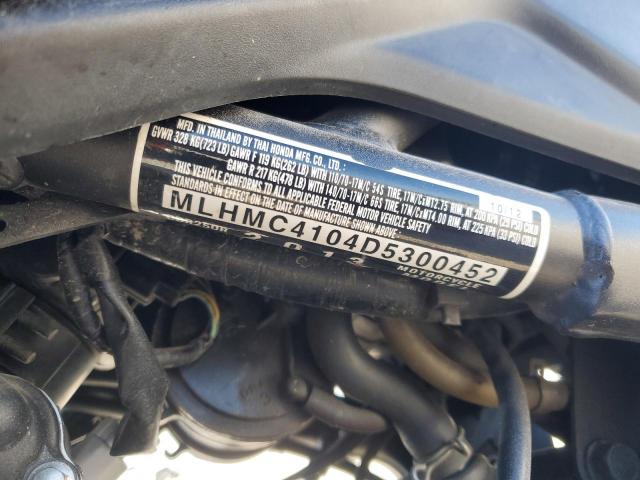 MFD. IN THAILAND BY THAI HONDA MFG. CO., LTD. : 10/12
GVWR 328 KG(723 LB) GAWR F 119 KG(262 LB) WITH 110/70-17M/C 54S TIRE, 17M/CxMT2.75 RIM, AT 200 KPA (29 PSI) COLD
GAWR R 217 KG(478 LB) WITH 140/70-17M/C 66S TIRE, 17M/CxMT4.00 RIM, AT 225 KPA (33 PSI) COLD
THIS VEHICLE CONFORMS TO ALL APPLICABLE FEDERAL MOTOR VEHICLE SAFETY
STANDARDS IN EFFECT ON THE DATE OF MANUFACTURE SHOWN ABOVE.
MLHMC4104D5300452
2013 MOTORCYCLE